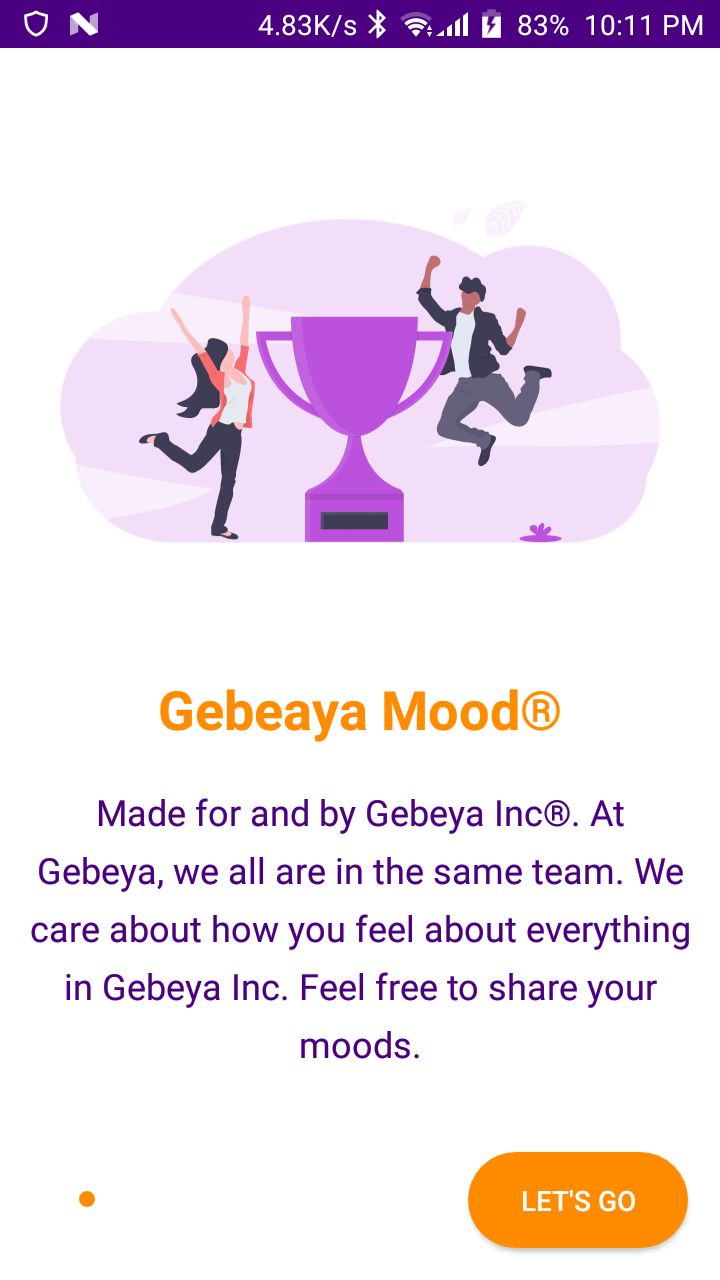 4.83K/s 83% 10:11 PM
Gebeaya Mood®
Made for and by Gebeya Inc®. At
Gebeya, we all are in the same team. We
care about how you feel about everything
in Gebeya Inc. Feel free to share your
moods.
LET'S GO